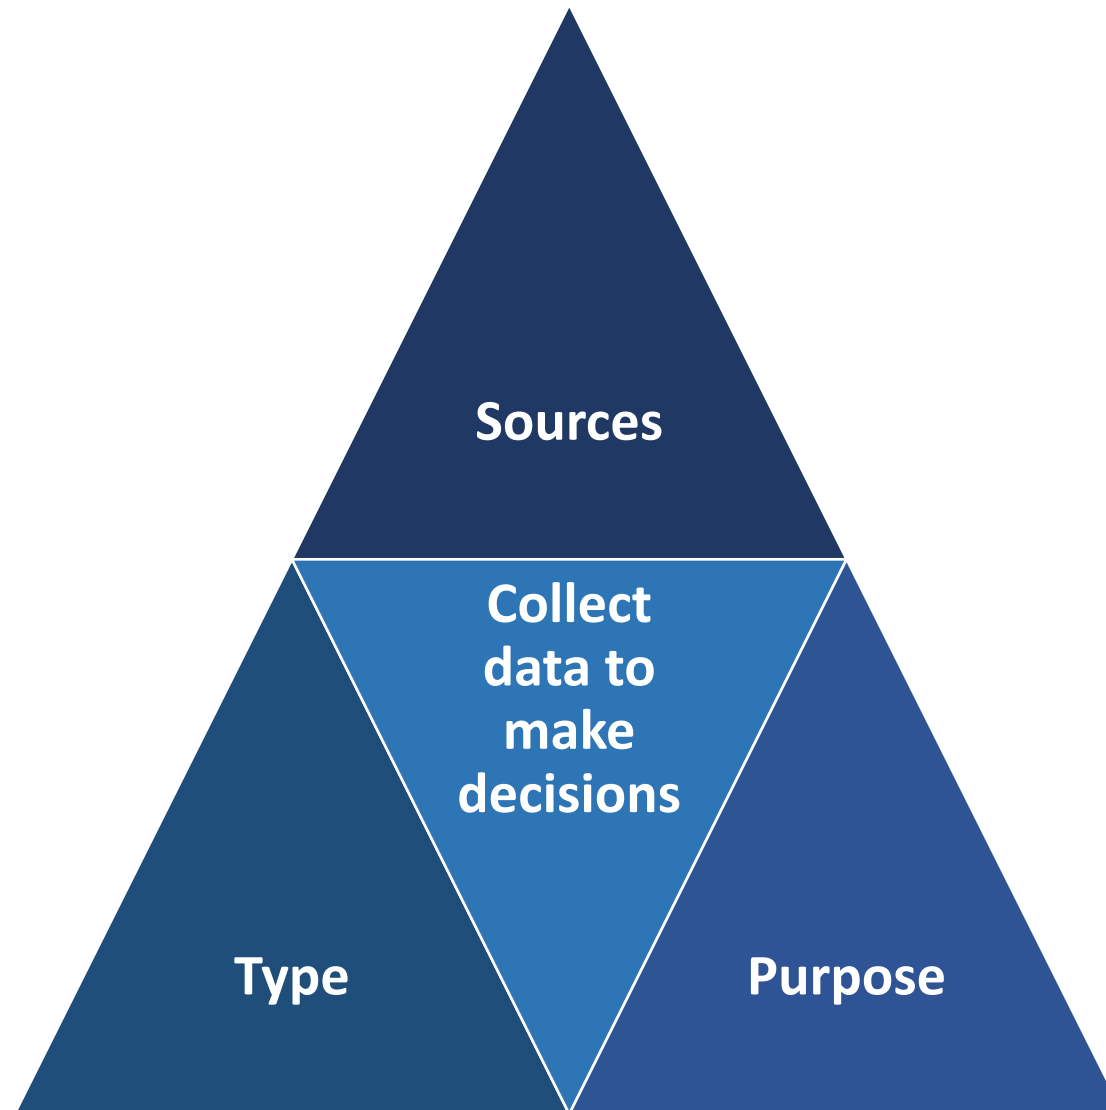 Sources
Collect
data to
make
decisions
Type
Purpose